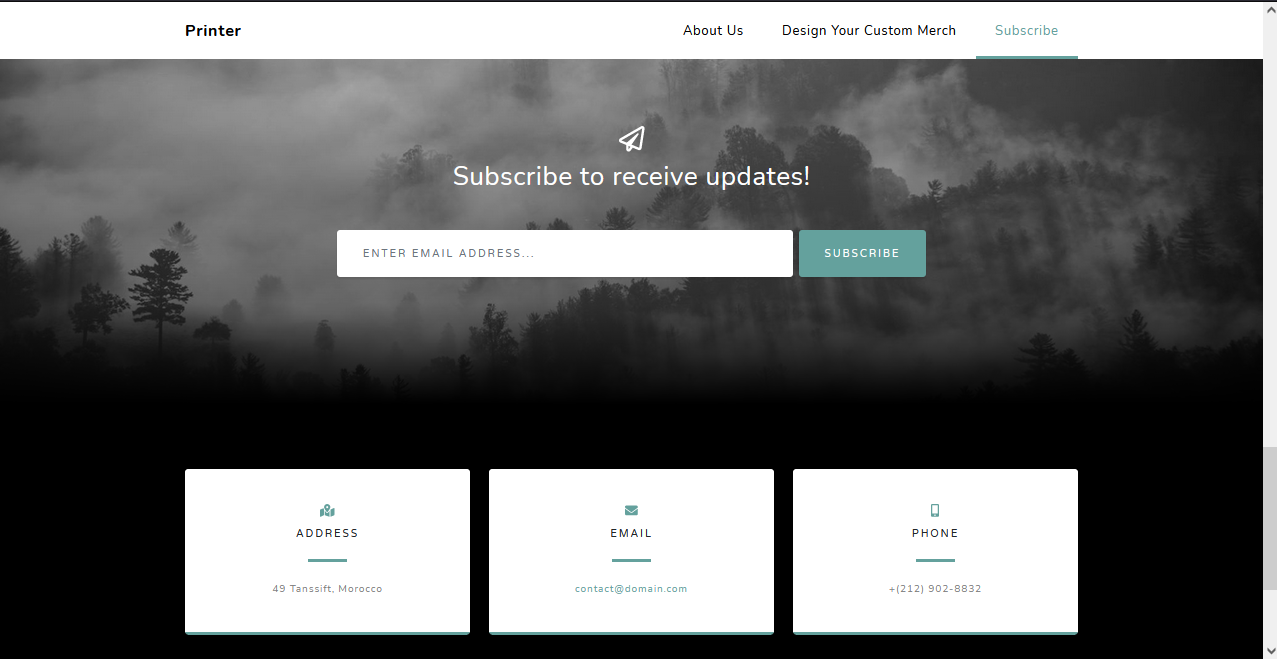 Printer
About Us
Design Your Custom Merch
Subscribe
Subscribe to receive updates!
ENTER EMAIL ADDRESS...
SUBSCRIBE
ADDRESS
49 Tanssift, Morocco
EMAIL
contact@domain.com
PHONE
+(212) 902-8832